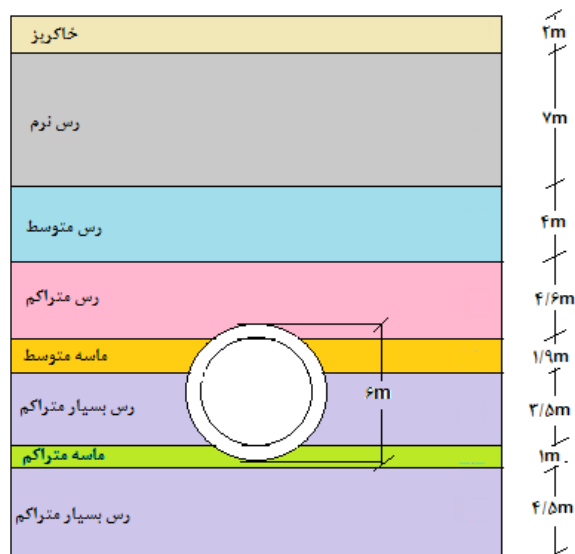 خاکریز
۲m
رس نرم
۷m
رس متوسط
۴m
رس متراکم
۴/۶m
ماسه متوسط
۱/۹m
۶m
رس بسیار متراکم
۳/۵m
ماسه متراکم
۱m
رس بسیار متراکم
۴/۵m